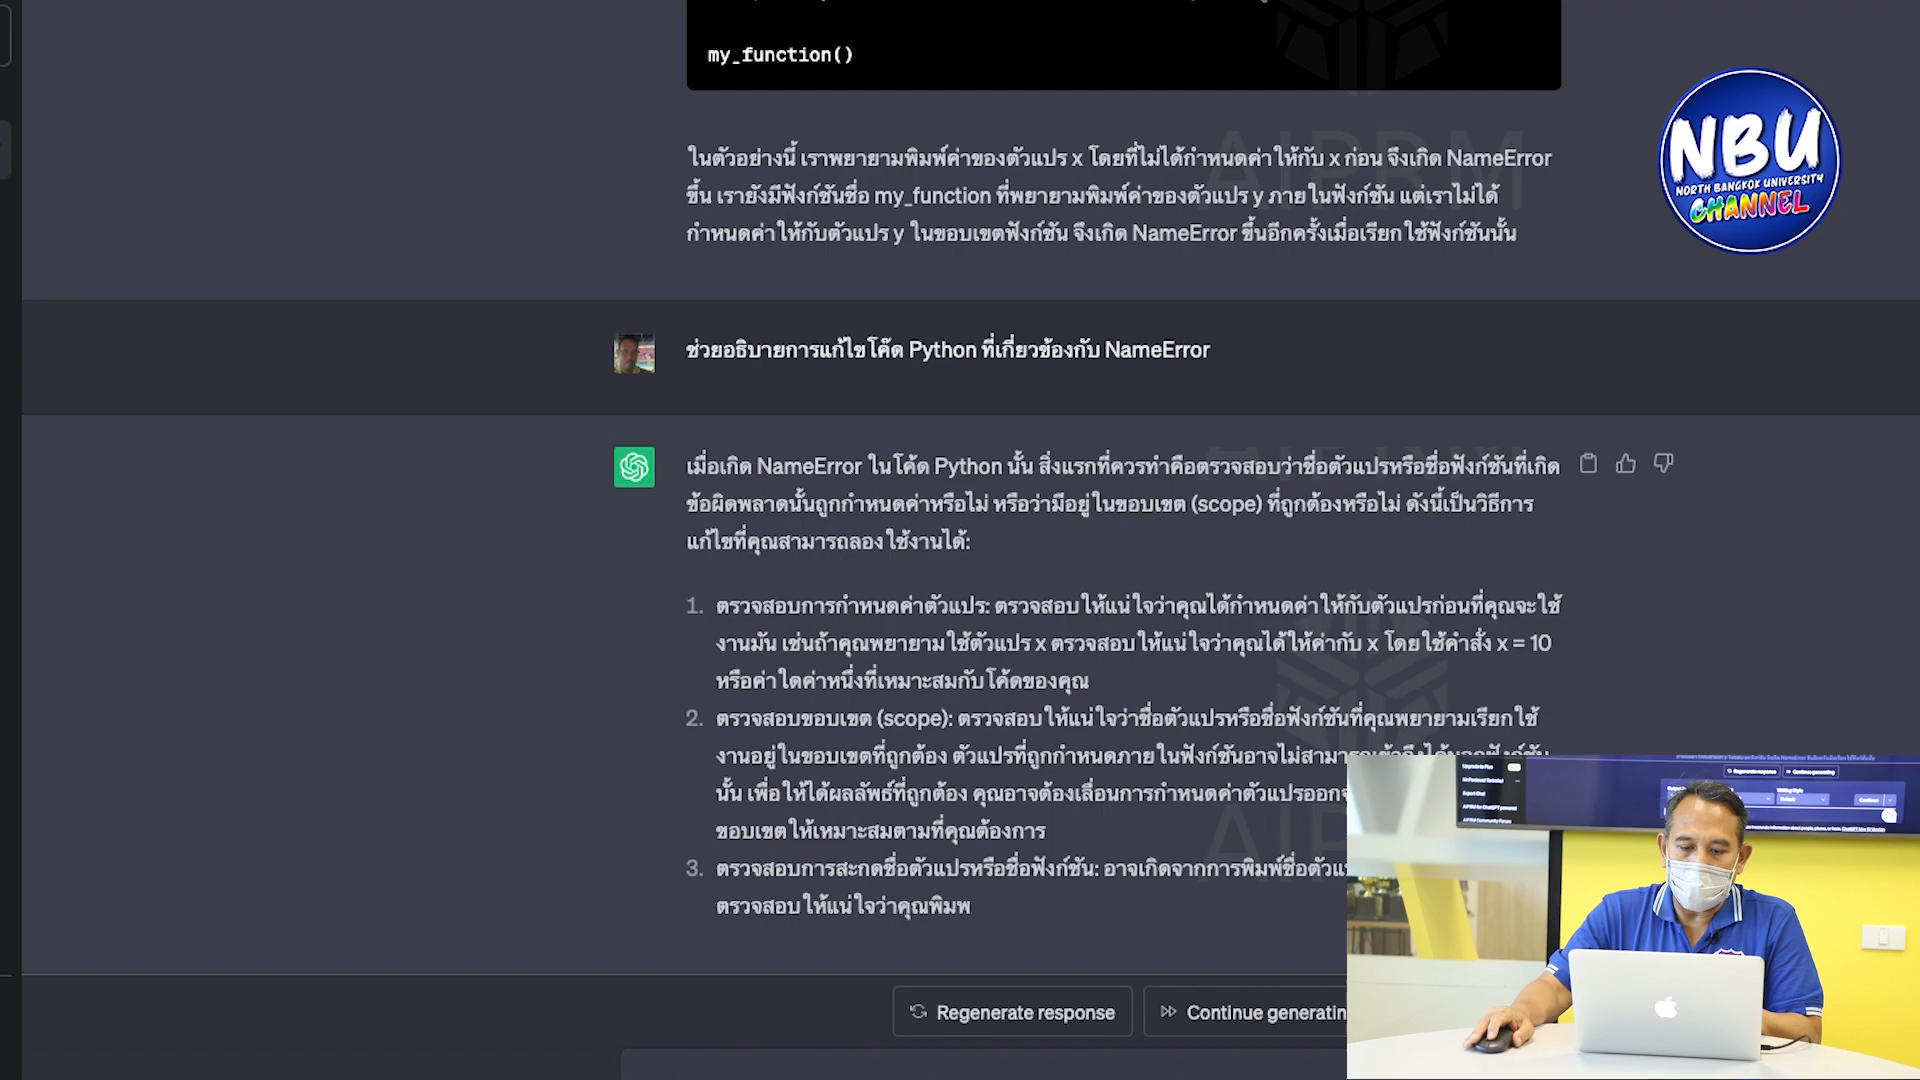 my_function()
ในตัวอย่างนี้ เราพยายามพิมพ์ค่าของตัวแปร x โดยที่ไม่ได้กำหนดค่าให้กับ x ก่อน จึงเกิด NameError
ขึ้น เรายังมีฟังก์ชันชื่อ my_function ที่พยายามพิมพ์ค่าของตัวแปร y ภายในฟังก์ชัน แต่เราไม่ได้
กำหนดค่าให้กับตัวแปร y ในขอบเขตฟังก์ชัน จึงเกิด NameError ขึ้นอีกครั้งเมื่อเรียกใช้ฟังก์ชันนั้น
NBU
NORTH BANGKOK UNIVERSITY
CHANNEL
AIPRM
ช่วยอธิบายการแก้ไขโค๊ด Python ที่เกี่ยวข้องกับ NameError
เมื่อเกิด NameError ในโค้ด Python นั้น สิ่งแรกที่ควรทำคือตรวจสอบว่าชื่อตัวแปรหรือชื่อฟังก์ชันที่เกิด
ข้อผิดพลาดนั้นถูกกำหนดค่าหรือไม่ หรือว่ามีอยู่ในขอบเขต (scope) ที่ถูกต้องหรือไม่ ดังนี้เป็นวิธีการ
แก้ไขที่คุณสามารถลองใช้งานได้:
1. ตรวจสอบการกำหนดค่าตัวแปร: ตรวจสอบให้แน่ใจว่าคุณได้กำหนดค่าให้กับตัวแปรก่อนที่คุณจะใช้
งานมัน เช่นถ้าคุณพยายามใช้ตัวแปร x ตรวจสอบให้แน่ใจว่าคุณได้ให้ค่ากับ x โดยใช้คำสั่ง x = 10
หรือค่าใดค่าหนึ่งที่เหมาะสมกับโค้ดของคุณ
2. ตรวจสอบขอบเขต (scope): ตรวจสอบให้แน่ใจว่าชื่อตัวแปรหรือชื่อฟังก์ชันที่คุณพยายามเรียกใช้
งานอยู่ในขอบเขตที่ถูกต้อง ตัวแปรที่ถูกกำหนดภายในฟังก์ชันอาจไม่สามารถเข้าถึงได้นอกฟังก์ชัน
นั้น เพื่อให้ได้ผลลัพธ์ที่ถูกต้อง คุณอาจต้องเลื่อนการกำหนดค่าตัวแปรออก
ขอบเขตให้เหมาะสมตามที่คุณต้องการ
3. ตรวจสอบการสะกดชื่อตัวแปรหรือชื่อฟังก์ชัน: อาจเกิดจากการพิมพ์ชื่อ
ตรวจสอบให้แน่ใจว่าคุณพิมพ
Regenerate response
Continue generatin
Regenerate response Continue generating
Export Chat